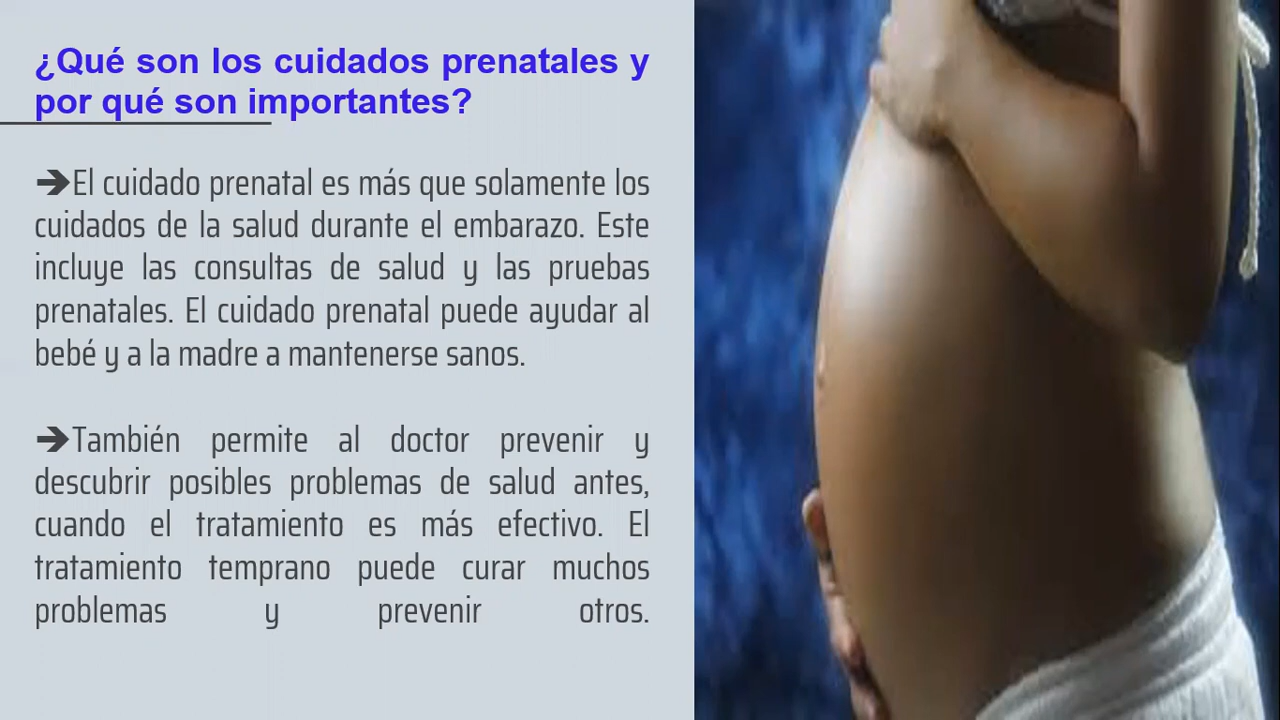 ¿Qué son los cuidados prenatales y
por qué son importantes?
🡲El cuidado prenatal es más que solamente los
cuidados de la salud durante el embarazo. Este
incluye las consultas de salud y las pruebas
prenatales. El cuidado prenatal puede ayudar al
bebé y a la madre a mantenerse sanos.
🡲También permite al doctor prevenir y
descubrir posibles problemas de salud antes,
cuando el tratamiento es más efectivo. El
tratamiento temprano puede curar muchos
problemas y prevenir otros.